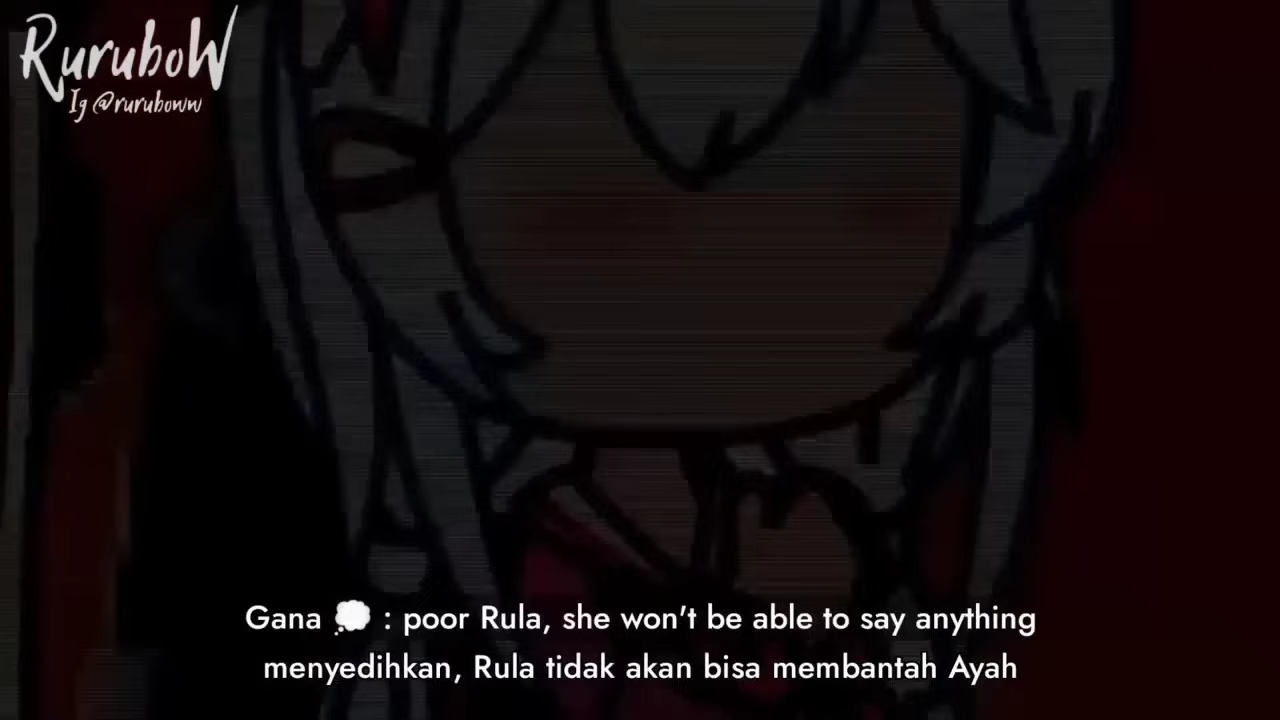 RuruboW
Ig @ruruboww
Gana 💭 : poor Rula, she won't be able to say anything
menyedihkan, Rula tidak akan bisa membantah Ayah